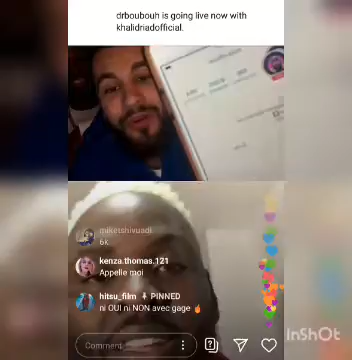 drboubouh is going live now with
khalidriadofficial.
miketshivuadi
6K
kenza.thomas.121
Appelle moi
hitsu_film PINNED
ni OUI ni NON avec gage
Comment
InShOt